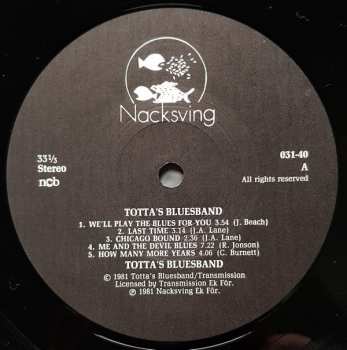 Nacksving
33⅓
Stereo
ncb
031-40
A
All rights reserved
TOTTA'S BLUESBAND
1. WE'LL PLAY THE BLUES FOR YOU 3.54 (J. Beach)
2. LAST TIME 3.14 (J.A. Lane)
3. CHICAGO BOUND 2.36 (J.A. Lane)
4. ME AND THE DEVIL BLUES 7.22 (R. Jonson)
5. HOW MANY MORE YEARS 4.06 (C. Burnett)
TOTTA'S BLUESBAND
© 1981 Totta's Bluesband/Transmission
Licensed by Transmission Ek För.
℗ 1981 Nacksving Ek För.